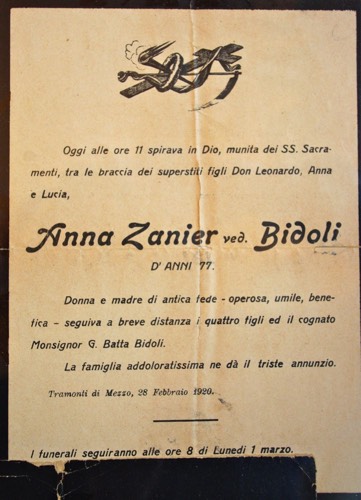 Oggi alle ore 11 spirava in Dio, munita dei SS. Sacra-
menti, tra le braccia dei superstiti figli Don Leonardo, Anna
e Lucia,
Anna Zanier ved. Bidoli
D' ANNI 77.
Donna e madre di antica fede - operosa, umile, bene-
fica - seguiva a breve distanza i quattro figli ed il cognato
Monsignor G. Batta Bidoli.
La famiglia addoloratissima ne dà il triste annunzio.
Tramonti di Mezzo, 28 Febbraio 1920.
I funerali seguiranno alle ore 8 di Lunedì 1 marzo.